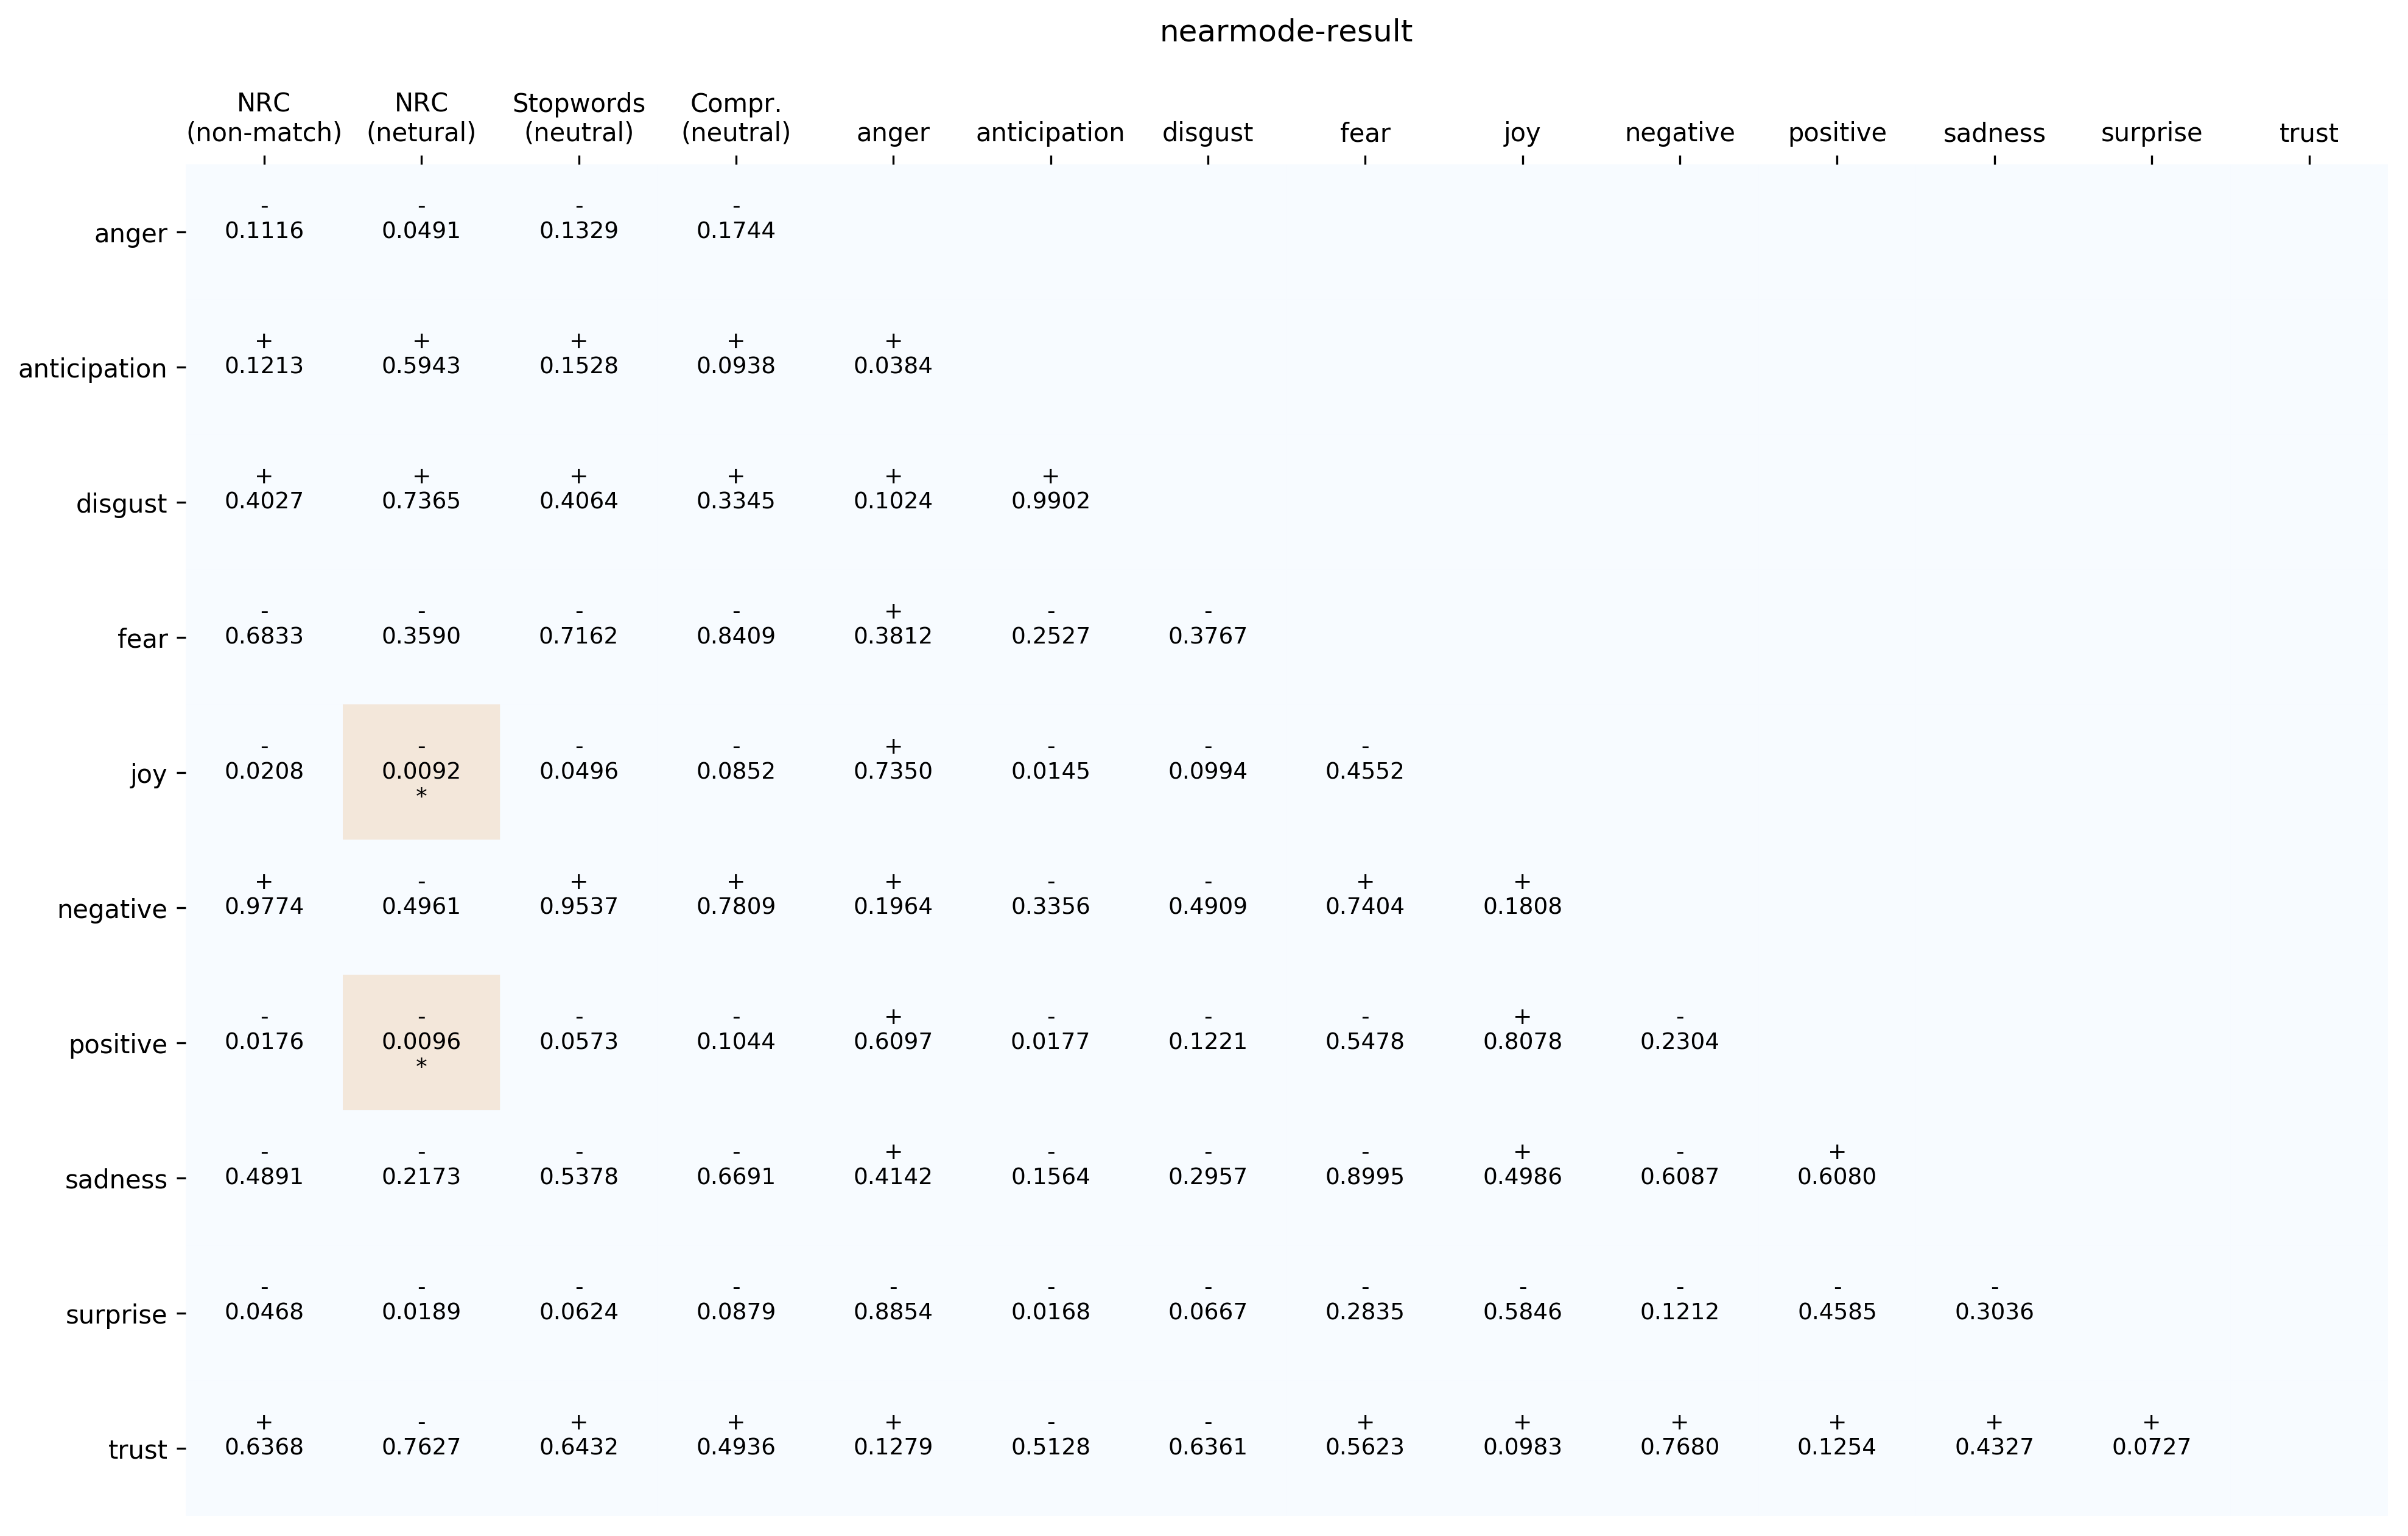 nearmode-result
NRC NRC Stopwords Compr.
(non-match) (netural) (neutral) (neutral) anger anticipation disgust fear joy negative positive sadness surprise trust
- - - -
anger 0.1116 0.0491 0.1329 0.1744
+ + + + +
anticipation 0.1213 0.5943 0.1528 0.0938 0.0384
+ + + + + +
disgust 0.4027 0.7365 0.4064 0.3345 0.1024 0.9902
- - - - + - -
fear 0.6833 0.3590 0.7162 0.8409 0.3812 0.2527 0.3767
- - - - + - - -
joy 0.0208 0.0092 0.0496 0.0852 0.7350 0.0145 0.0994 0.4552
*
+ - + + + - - + +
negative 0.9774 0.4961 0.9537 0.7809 0.1964 0.3356 0.4909 0.7404 0.1808
- - - - + - - - + -
positive 0.0176 0.0096 0.0573 0.1044 0.6097 0.0177 0.1221 0.5478 0.8078 0.2304
*
- - - - + - - - + - +
sadness 0.4891 0.2173 0.5378 0.6691 0.4142 0.1564 0.2957 0.8995 0.4986 0.6087 0.6080
- - - - - - - - - - - -
surprise 0.0468 0.0189 0.0624 0.0879 0.8854 0.0168 0.0667 0.2835 0.5846 0.1212 0.4585 0.3036
+ - + + + - - + + + + + +
trust 0.6368 0.7627 0.6432 0.4936 0.1279 0.5128 0.6361 0.5623 0.0983 0.7680 0.1254 0.4327 0.0727